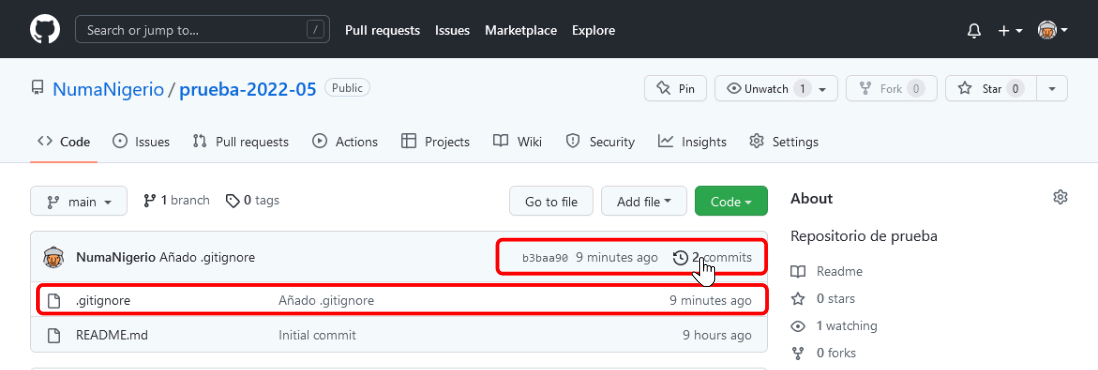 Search or jump to... / Pull requests Issues Marketplace Explore
NumaNigerio / prueba-2022-05 Public Pin Unwatch 1 Fork 0 Star 0
Code Issues Pull requests Actions Projects Wiki Security Insights Settings
main 1 branch 0 tags Go to file Add file Code About
Repositorio de prueba
NumaNigerio Añado .gitignore b3baa90 9 minutes ago 2 commits
Readme
.gitignore Añado .gitignore 9 minutes ago 0 stars
1 watching
README.md Initial commit 9 hours ago
0 forks